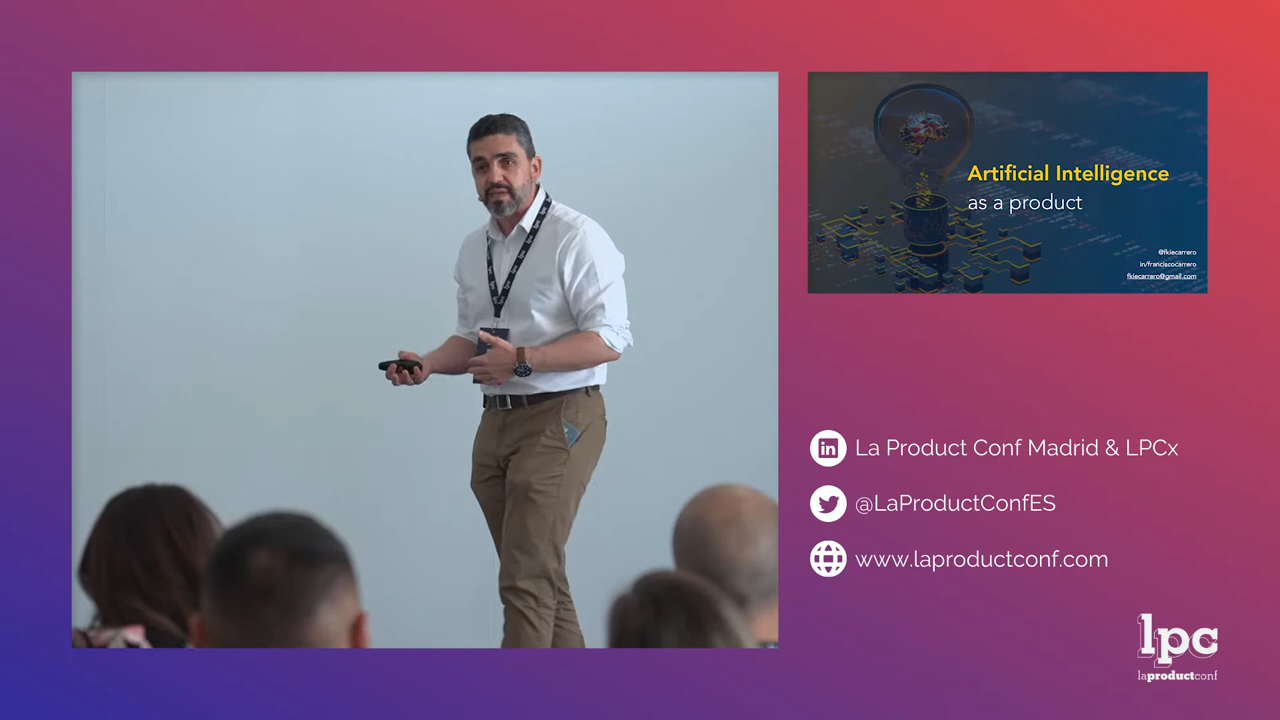 Artificial Intelligence
as a product
@fkiecarrero
in/franciscocarrero
fkiecarrero@gmail.com
La Product Conf Madrid & LPCx
@LaProductConfES
www.laproductconf.com
lpc
laproductconf